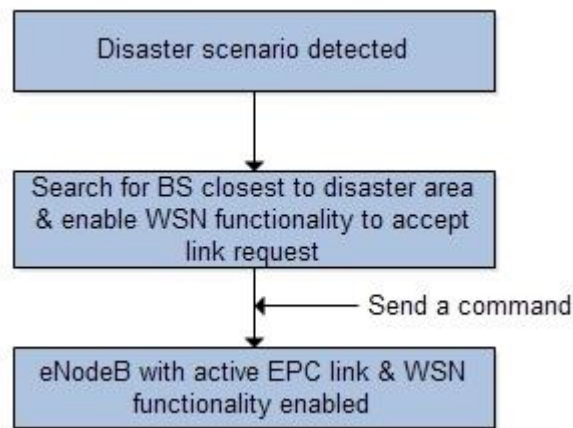 Disaster scenario detected
Search for BS closest to disaster area
& enable WSN functionality to accept
link request
Send a command
eNodeB with active EPC link & WSN
functionality enabled